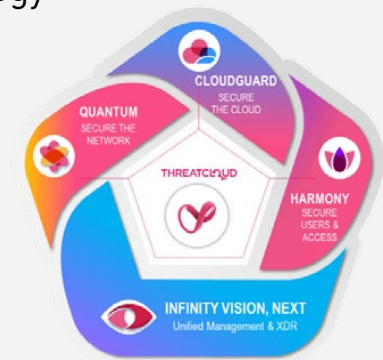 CLOUDGUARD
SECURE
THE CLOUD
QUANTUM
SECURE THE
NETWORK
THREATCLOUD
HARMONY
SECURE
USERS &
ACCESS
INFINITY VISION, NEXT
Unified Management & XDR